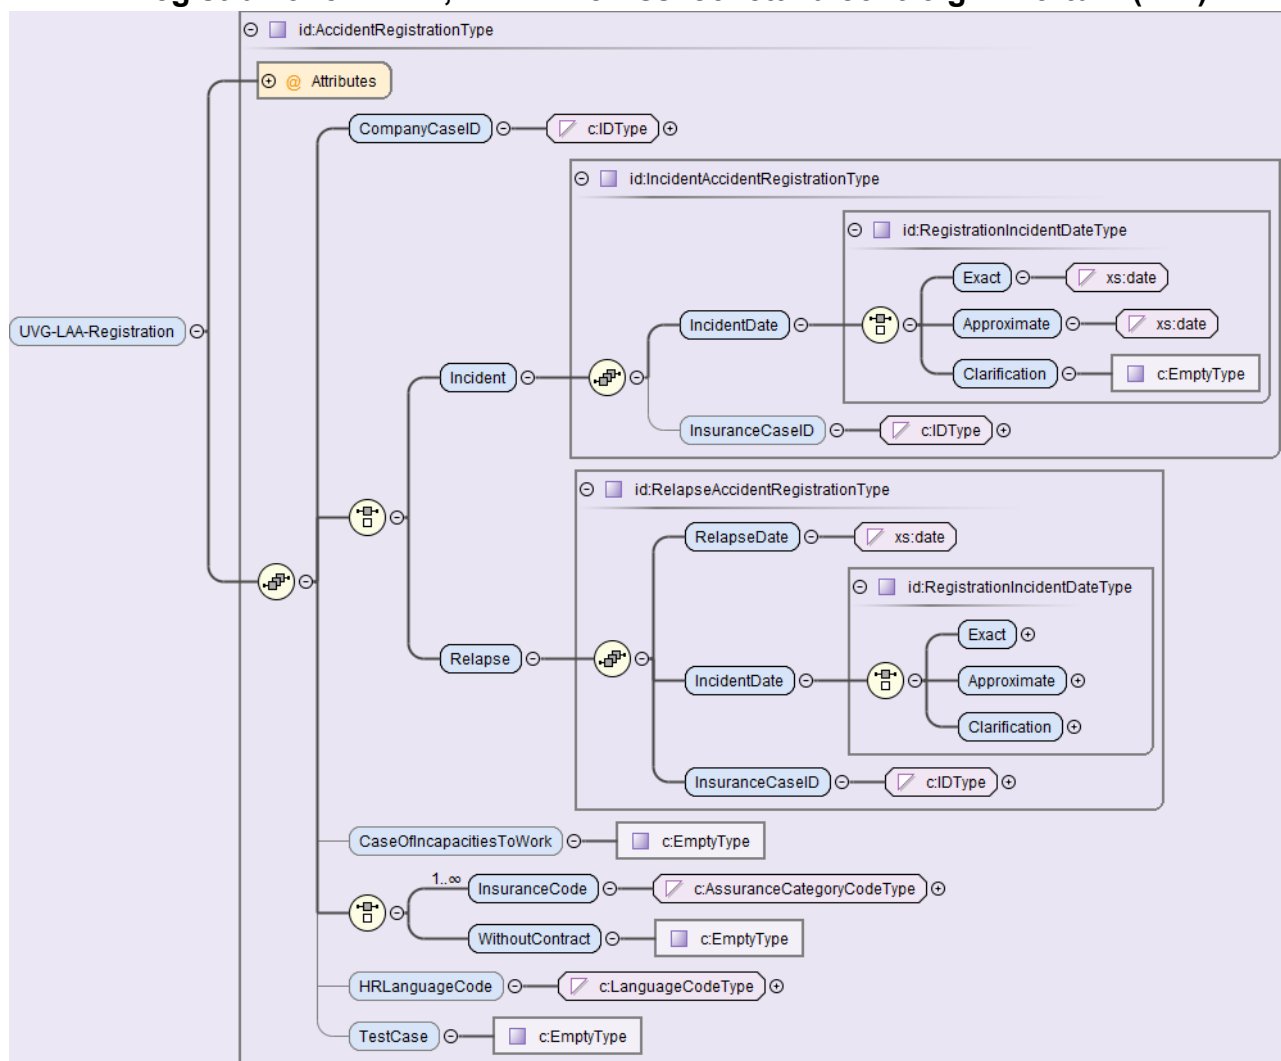 id:AccidentRegistrationType
@ Attributes
CompanyCaseID
c:IDType
id:IncidentAccidentRegistrationType
id:RegistrationIncidentDateType
Exact
xs:date
IncidentDate
Approximate
xs:date
UVG-LAA-Registration
Incident
Clarification
c:EmptyType
InsuranceCaseID
c:IDType
id:RelapseAccidentRegistrationType
RelapseDate
xs:date
id:RegistrationIncidentDateType
Exact
Relapse
IncidentDate
Approximate
Clarification
InsuranceCaseID
c:IDType
CaseOfIncapacitiesToWork
c:EmptyType
1..∞
InsuranceCode
c:AssuranceCategoryCodeType
WithoutContract
c:EmptyType
HRLanguageCode
c:LanguageCodeType
TestCase
c:EmptyType